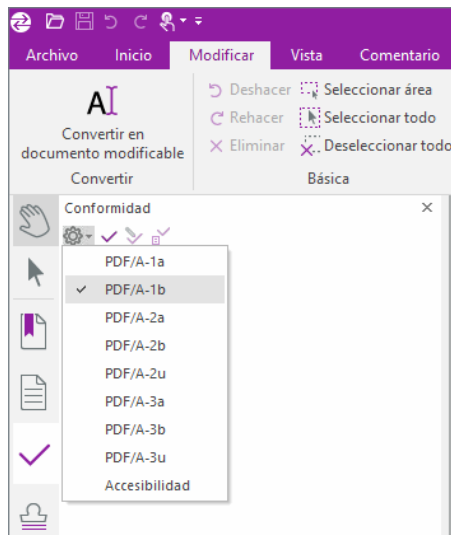 Archivo Inicio Modificar Vista Comentario
Deshacer Seleccionar área
Rehacer Seleccionar todo
Eliminar Deseleccionar todo
Convertir en
documento modificable
Convertir Básica
Conformidad
PDF/A-1a
PDF/A-1b
PDF/A-2a
PDF/A-2b
PDF/A-2u
PDF/A-3a
PDF/A-3b
PDF/A-3u
Accesibilidad